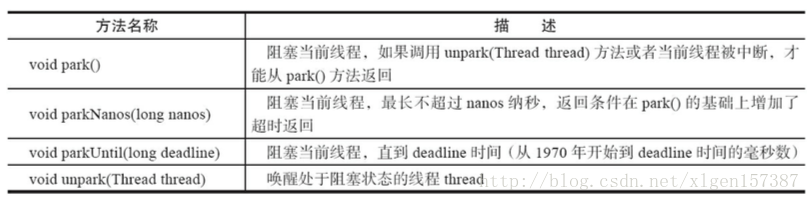 方法名称 描 述
void park() 阻塞当前线程，如果调用 unpark(Thread thread) 方法或者当前线程被中断，才
能从 park() 方法返回
void parkNanos(long nanos) 阻塞当前线程，最长不超过 nanos 纳秒，返回条件在 park() 的基础上增加了
超时返回
void parkUntil(long deadline) 阻塞当前线程，直到 deadline 时间（从 1970 年开始到 deadline 时间的毫秒数）
void unpark(Thread thread) 唤醒处于阻塞状态的线程 thread
http://blog.csdn.net/xlgen157387